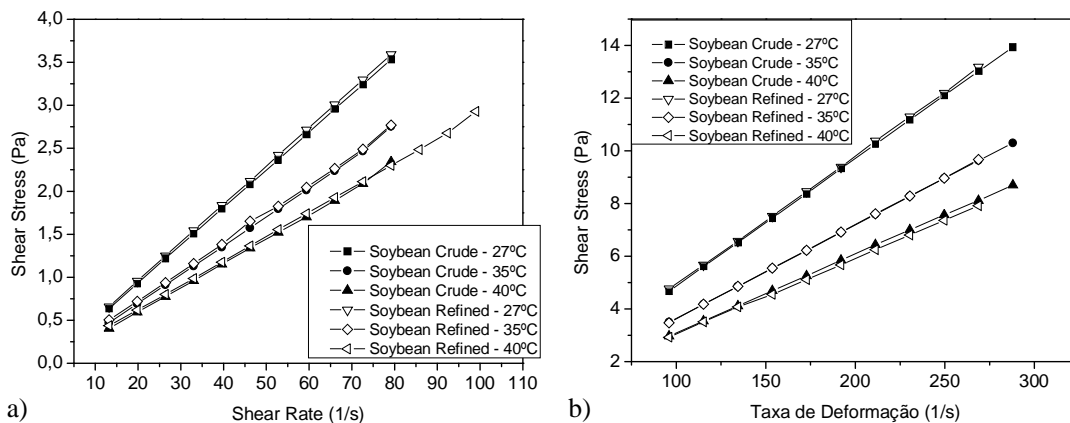 4,0
3,5
3,0
2,5
2,0
1,5
1,0
0,5
0,0
Shear Stress (Pa)
Soybean Crude - 27ºC
Soybean Crude - 35ºC
Soybean Crude - 40ºC
Soybean Refined - 27ºC
Soybean Refined - 35ºC
Soybean Refined - 40ºC
10 20 30 40 50 60 70 80 90 100 110
Shear Rate (1/s)
a)
14
12
10
8
6
4
2
Shear Stress (Pa)
Soybean Crude - 27ºC
Soybean Crude - 35ºC
Soybean Crude - 40ºC
Soybean Refined - 27ºC
Soybean Refined - 35ºC
Soybean Refined - 40ºC
100 150 200 250 300
Taxa de Deformação (1/s)
b)